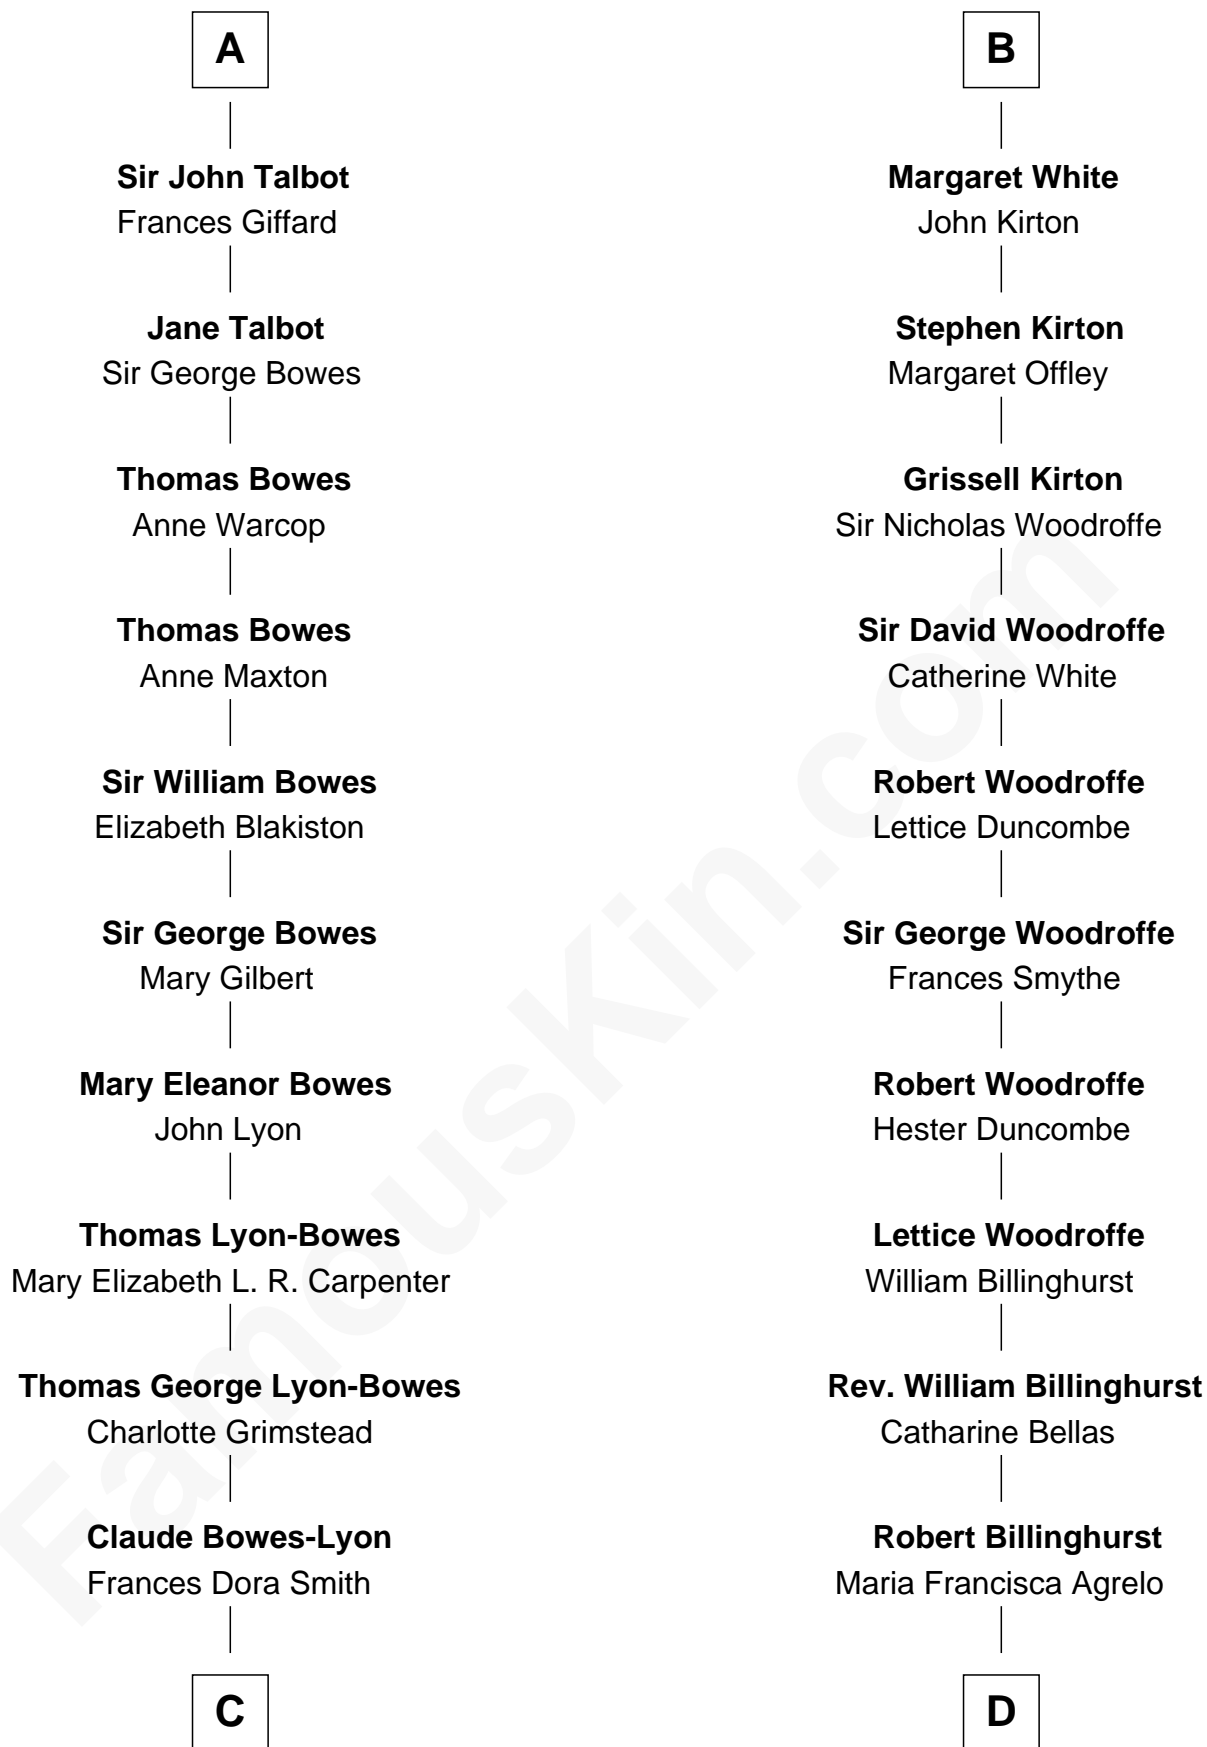 A
Sir John Talbot
Frances Giffard
Jane Talbot
Sir George Bowes
Thomas Bowes
Anne Warcop
Thomas Bowes
Anne Maxton
Sir William Bowes
Elizabeth Blakiston
Sir George Bowes
Mary Gilbert
Mary Eleanor Bowes
John Lyon
Thomas Lyon-Bowes
Mary Elizabeth L. R. Carpenter
Thomas George Lyon-Bowes
Charlotte Grimstead
Claude Bowes-Lyon
Frances Dora Smith
C
B
Margaret White
John Kirton
Stephen Kirton
Margaret Offley
Grissell Kirton
Sir Nicholas Woodroffe
Sir David Woodroffe
Catherine White
Robert Woodroffe
Lettice Duncombe
Sir George Woodroffe
Frances Smythe
Robert Woodroffe
Hester Duncombe
Lettice Woodroffe
William Billinghurst
Rev. William Billinghurst
Catharine Bellas
Robert Billinghurst
Maria Francisca Agrelo
D
FamousKin.com